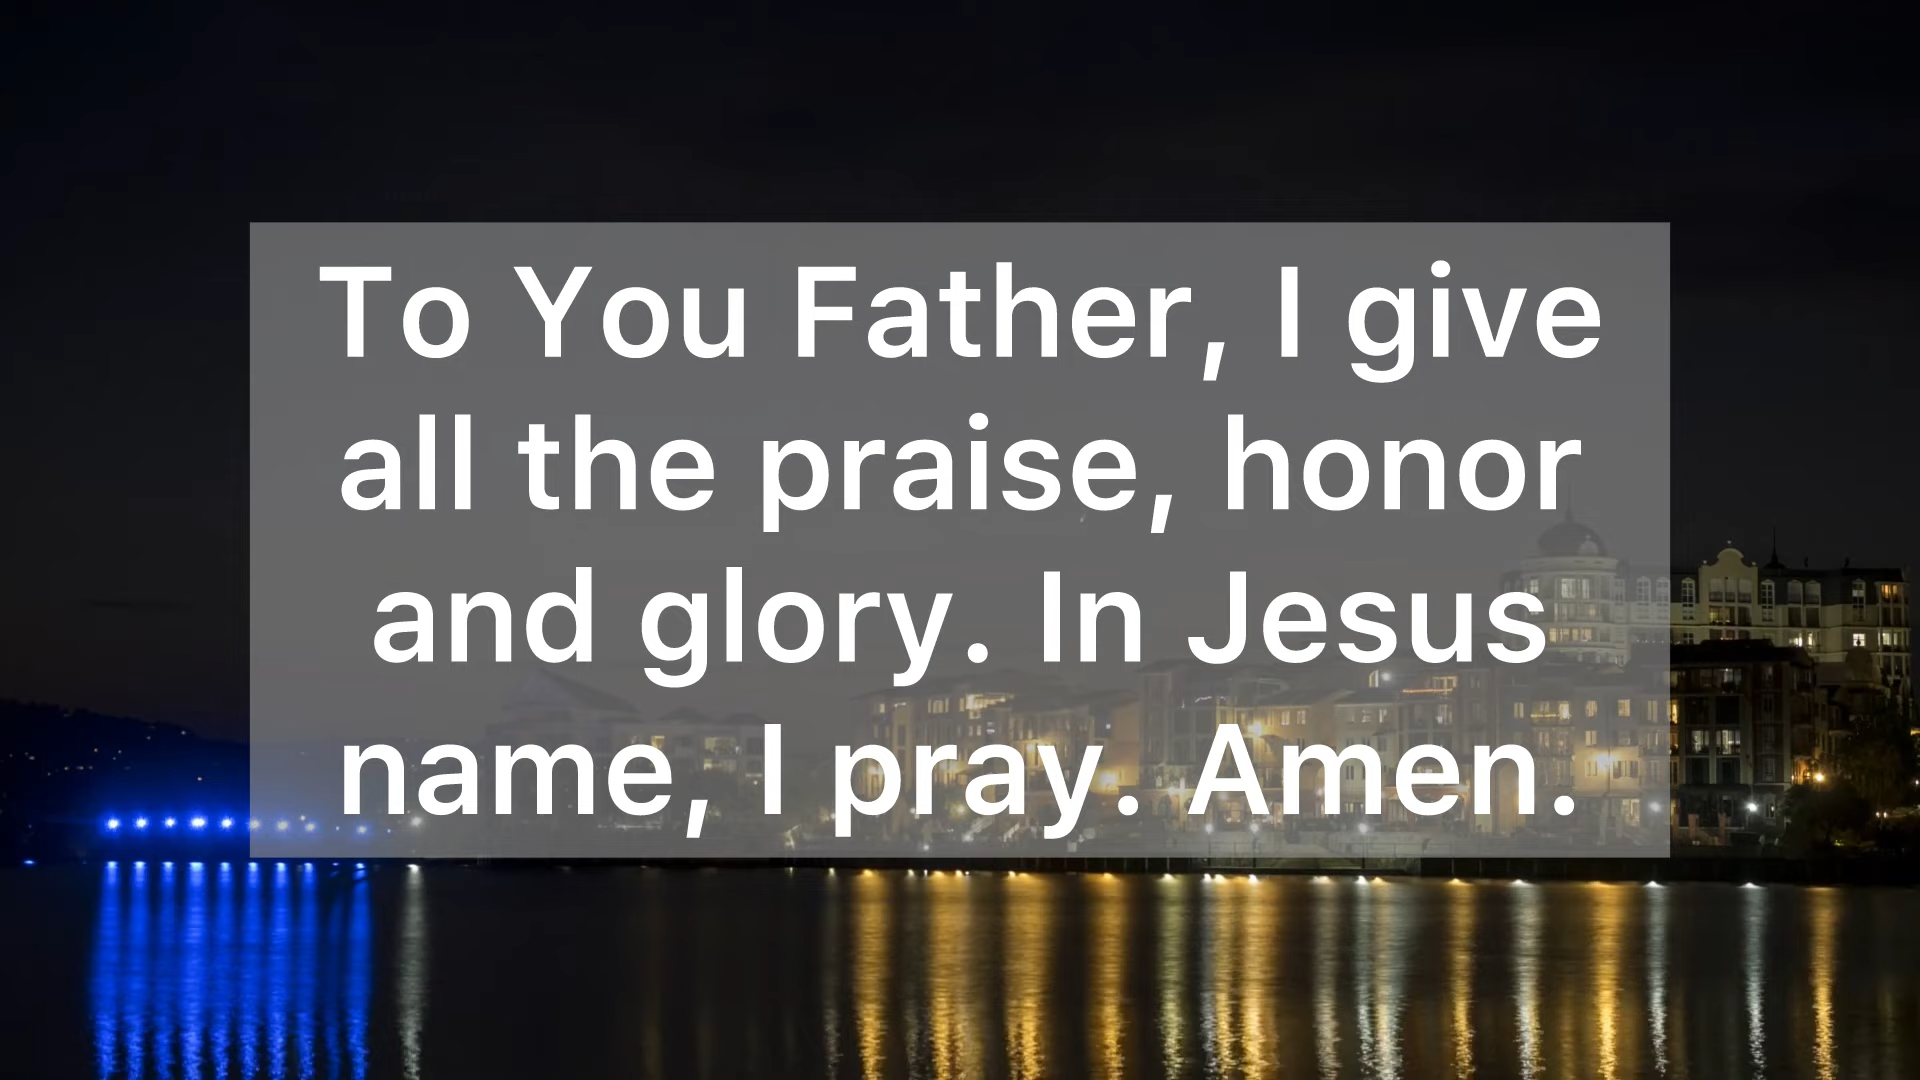 To You Father, I give
all the praise, honor
and glory. In Jesus
name, I pray. Amen.